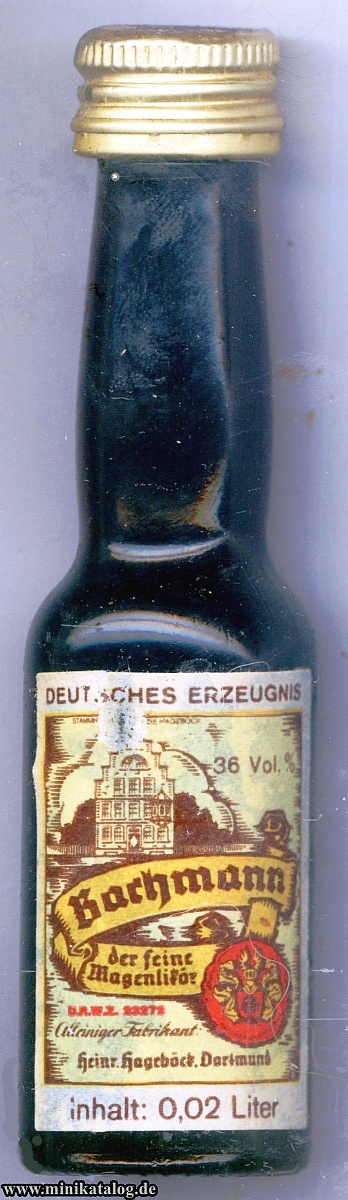 DEUTSCHES ERZEUGNIS
36 Vol.%
Bachmann
der feine
Magenlikör
D.R.W.Z. 23272
Alleiniger Fabrikant:
Heinr. Hageböck, Dortmund
inhalt: 0,02 Liter
www.minikatalog.de